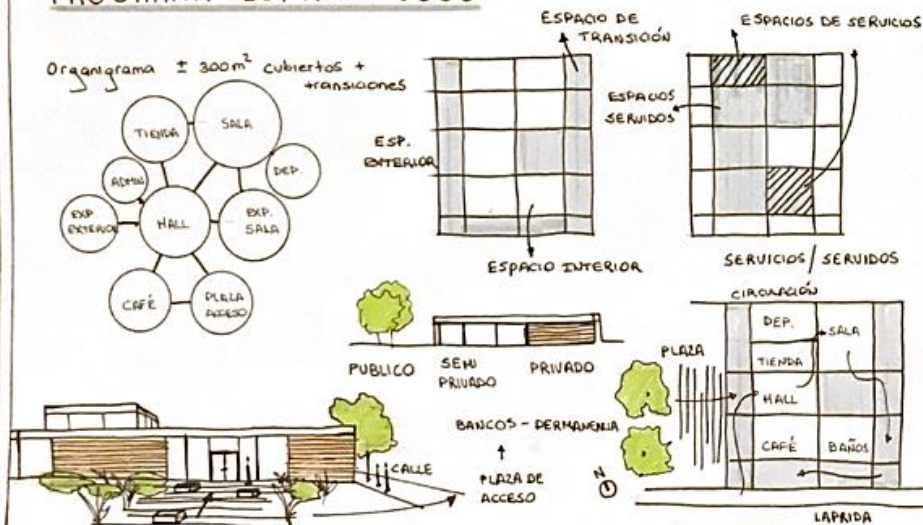 Organigrama ± 300m² cubiertos +
transiciones
TIENDA
SALA
ADMIN
DEP.
EXP
EXTERIOR
HALL
EXP.
SALA
CAFÉ
PLAZA
ACCESO
ESPACIO DE
TRANSICIÓN
ESP.
EXTERIOR
ESPACIO INTERIOR
ESPACIOS DE SERVICIOS
ESPACIOS
SERVIDOS
SERVICIOS / SERVIDOS
PUBLICO
SEMI
PRIVADO
PRIVADO
CALLE
BANCOS - PERMANENCIA
PLAZA DE
ACCESO
CIRCULACIÓN
PLAZA
DEP.
SALA
TIENDA
HALL
CAFÉ
BAÑOS
N
LAPRIDA